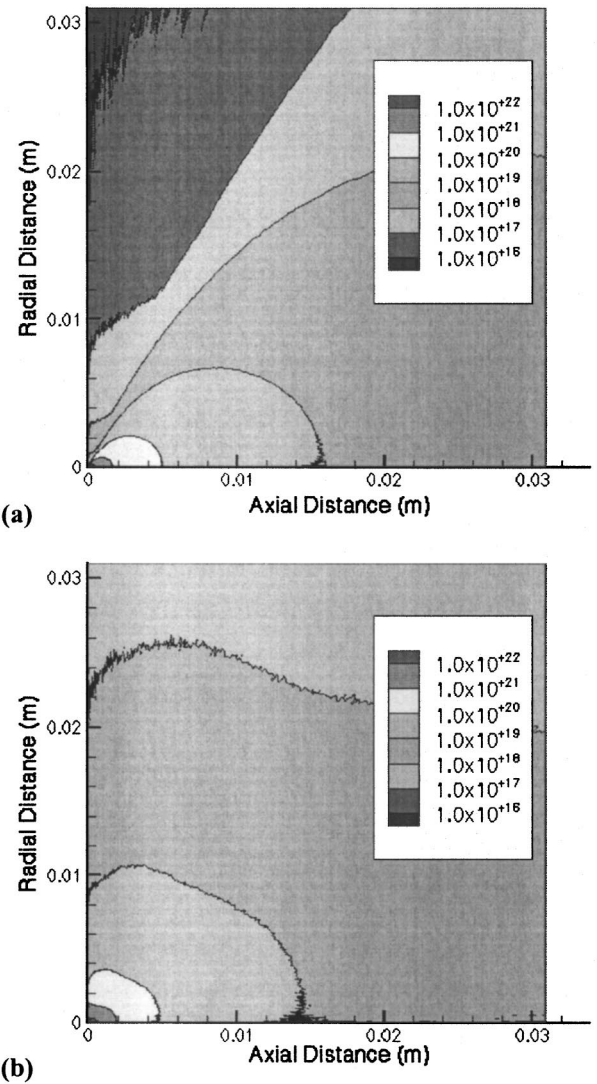 0.03
0.02
0.01
0
Radial Distance (m)
1.0x10⁺²²
1.0x10⁺²¹
1.0x10⁺²⁰
1.0x10⁺¹⁹
1.0x10⁺¹⁸
1.0x10⁺¹⁷
1.0x10⁺¹⁶
0
0.01
0.02
0.03
Axial Distance (m)
(a)
0.03
0.02
0.01
0
Radial Distance (m)
1.0x10⁺²²
1.0x10⁺²¹
1.0x10⁺²⁰
1.0x10⁺¹⁹
1.0x10⁺¹⁸
1.0x10⁺¹⁷
1.0x10⁺¹⁶
0
0.01
0.02
0.03
Axial Distance (m)
(b)